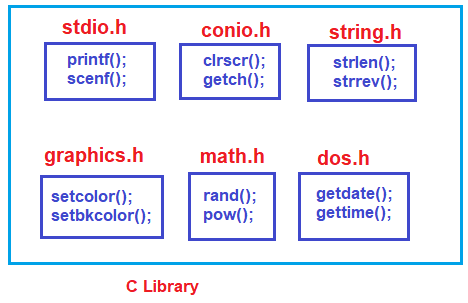 stdio.h
printf();
scenf();
conio.h
clrscr();
getch();
string.h
strlen();
strrev();
graphics.h
setcolor();
setbkcolor();
math.h
rand();
pow();
dos.h
getdate();
gettime();
C Library